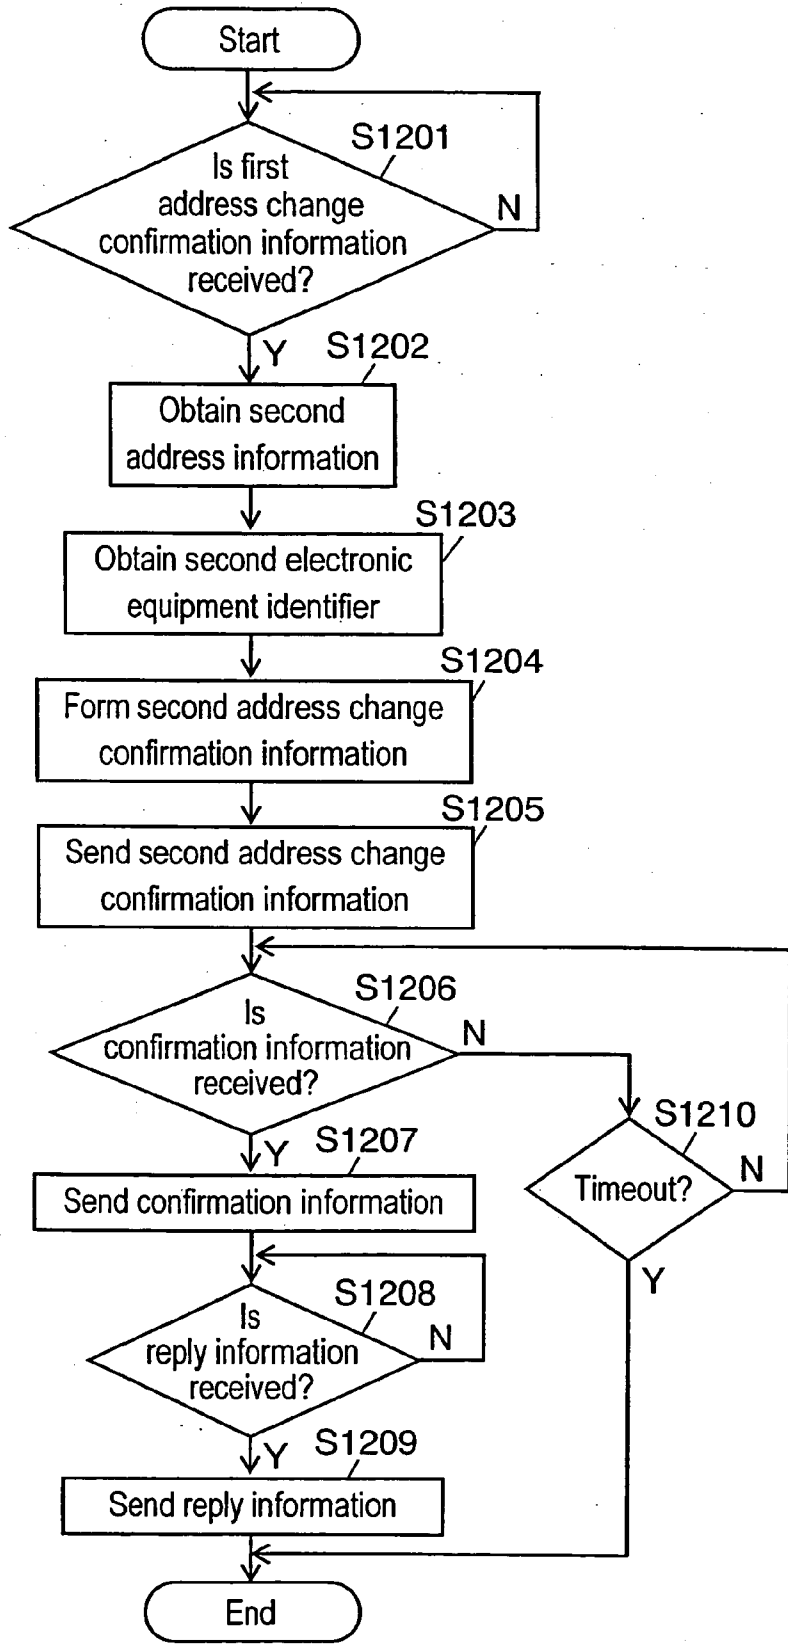 Start
S1201
Is first
address change
confirmation information
received?
N
Y
S1202
Obtain second
address information
S1203
Obtain second electronic
equipment identifier
S1204
Form second address change
confirmation information
S1205
Send second address change
confirmation information
S1206
Is
confirmation information
received?
N
Y
S1207
Send confirmation information
S1210
Timeout?
N
Y
S1208
Is
reply information
received?
N
Y
S1209
Send reply information
End